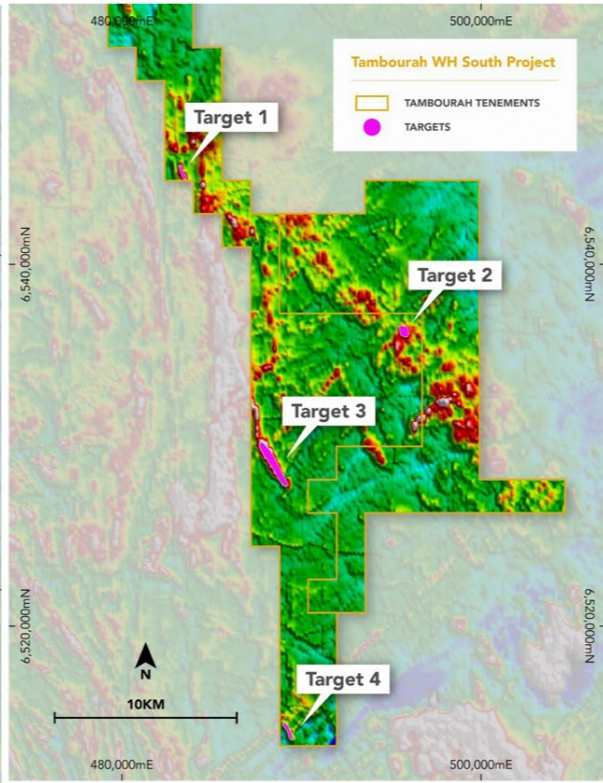 480,000mE
500,000mE
Tambourah WH South Project
TAMBOURAH TENEMENTS
TARGETS
Target 1
6,540,000mN
6,540,000mN
Target 2
Target 3
6,520,000mN
6,520,000mN
N
Target 4
10KM
480,000mE
500,000mE